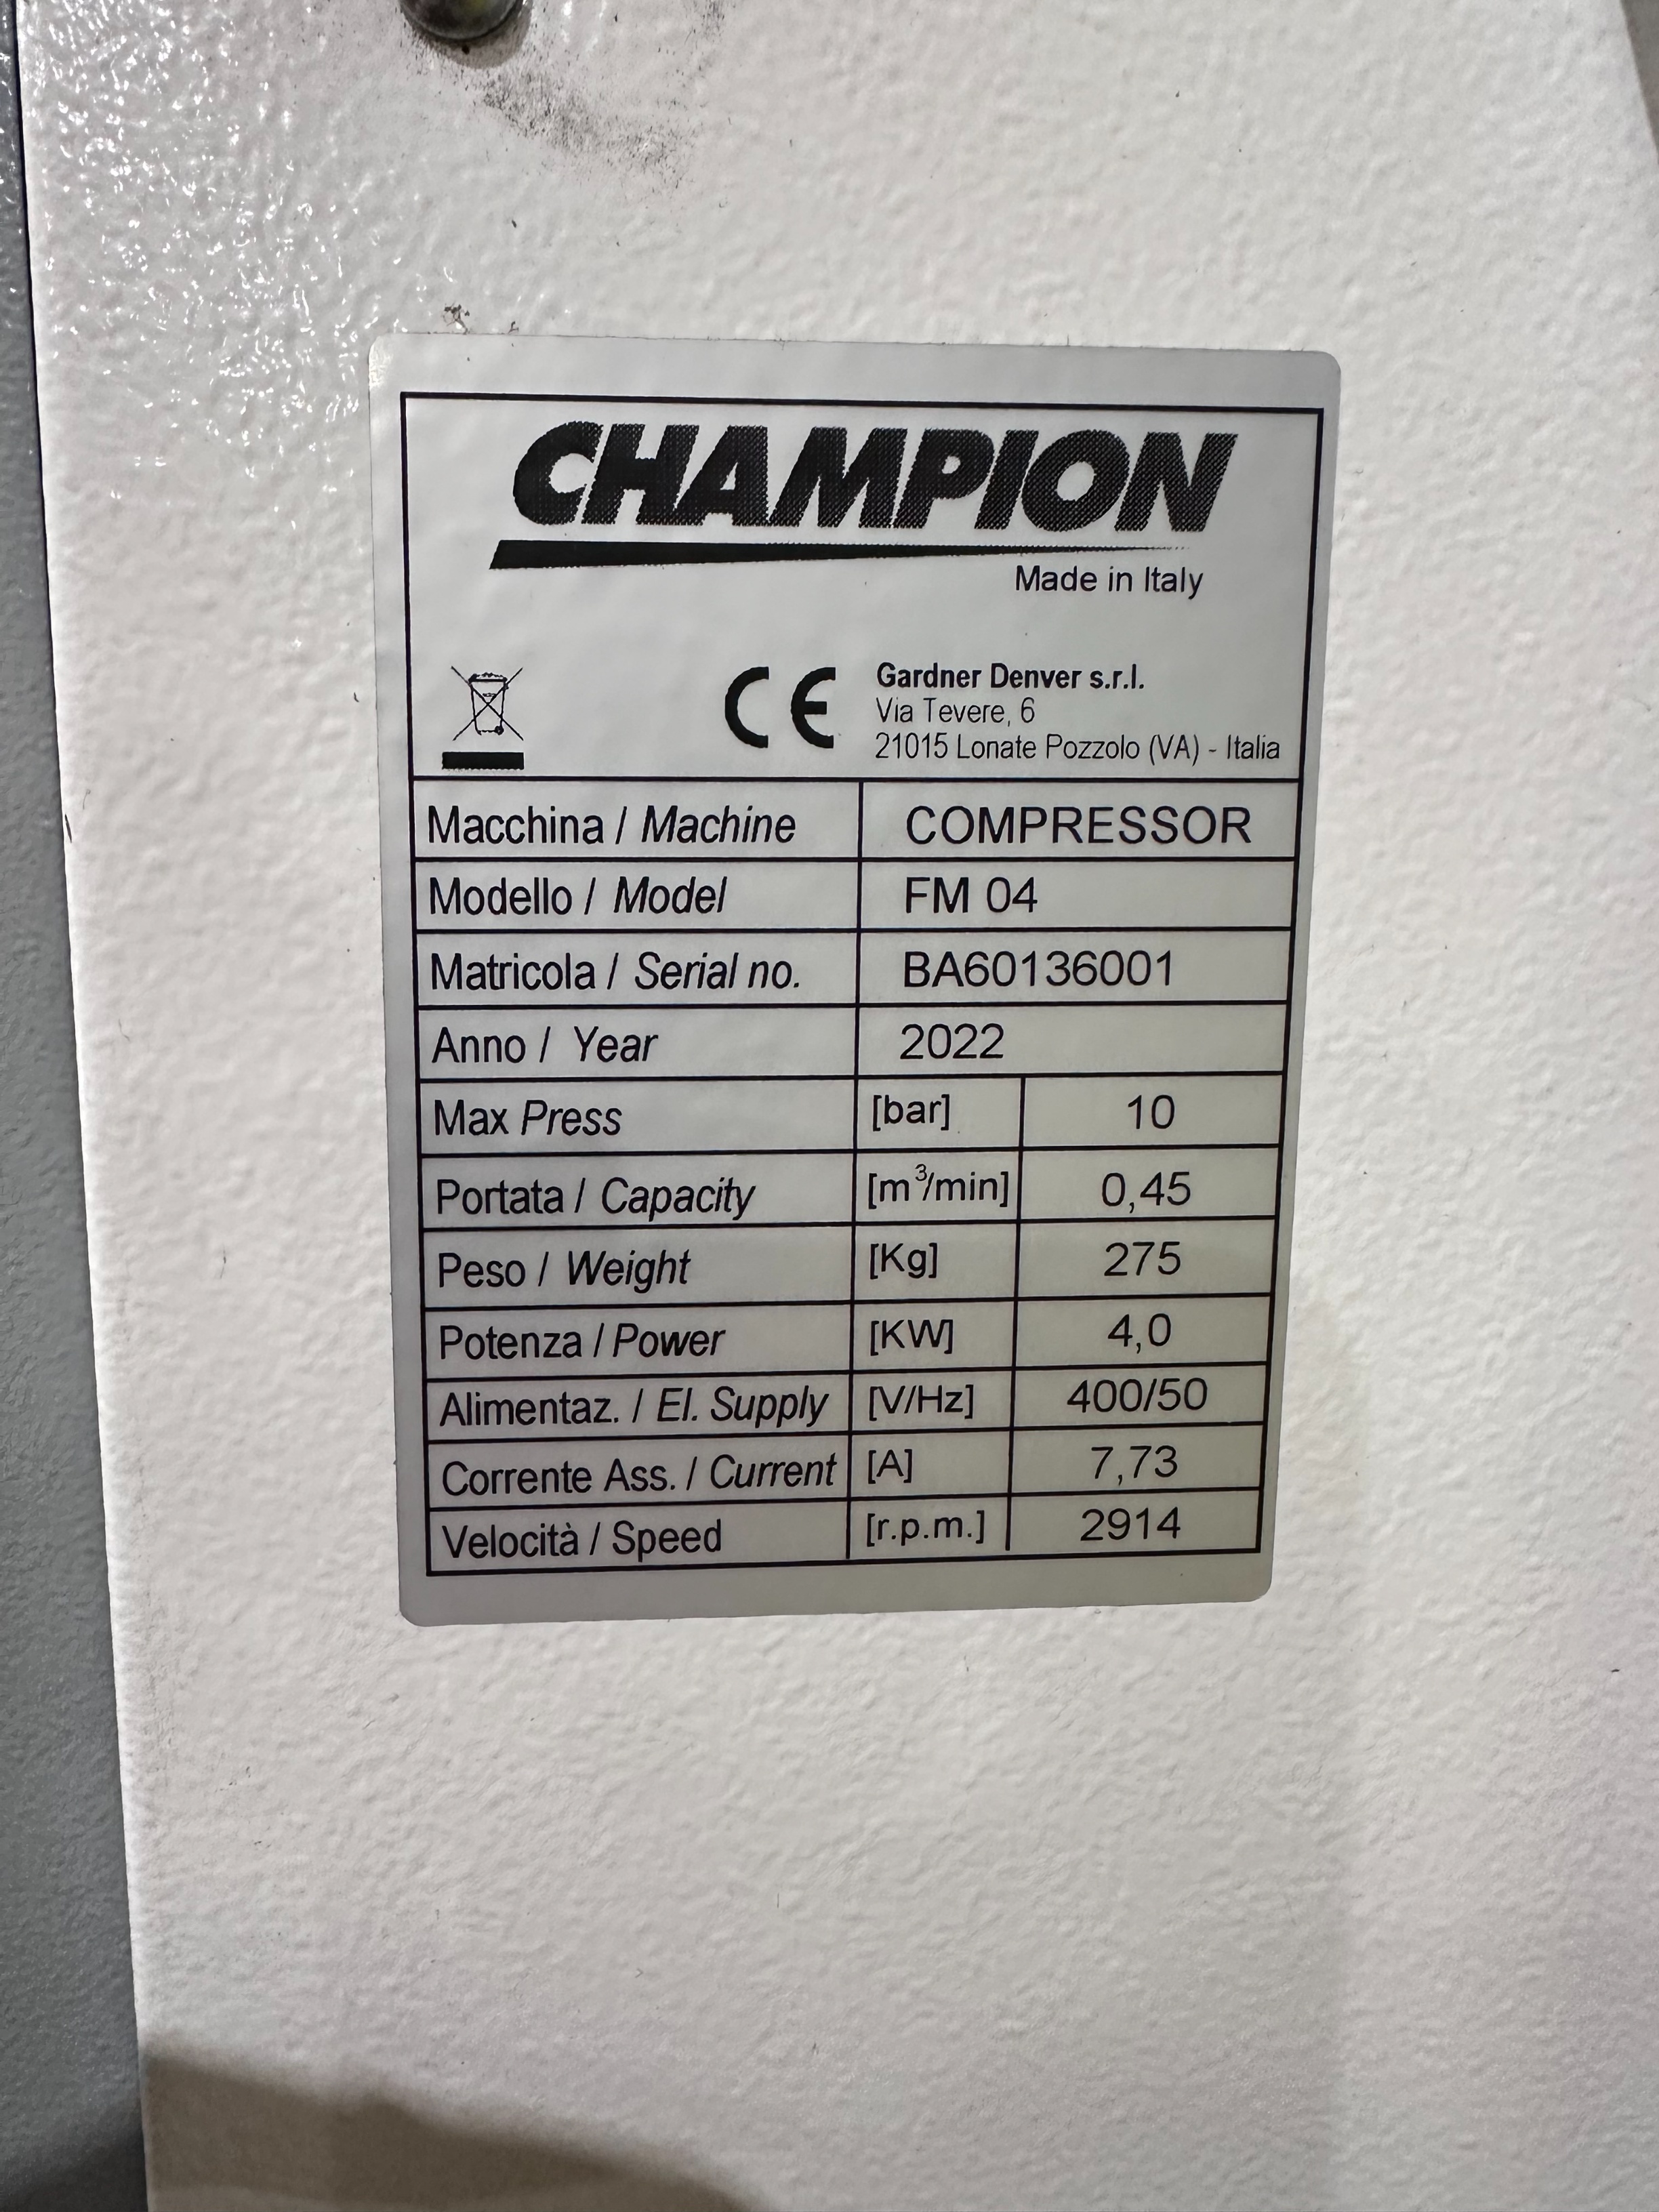 CHAMPION
Made in Italy
CE
Gardner Denver s.r.l.
Via Tevere, 6
21015 Lonate Pozzolo (VA) - Italia
Macchina / Machine COMPRESSOR
Modello / Model FM 04
Matricola / Serial no. BA60136001
Anno / Year 2022
Max Press [bar] 10
Portata / Capacity [m³/min] 0,45
Peso / Weight [Kg] 275
Potenza / Power [KW] 4,0
Alimentaz. / El. Supply [V/Hz] 400/50
Corrente Ass. / Current [A] 7,73
Velocità / Speed [r.p.m.] 2914